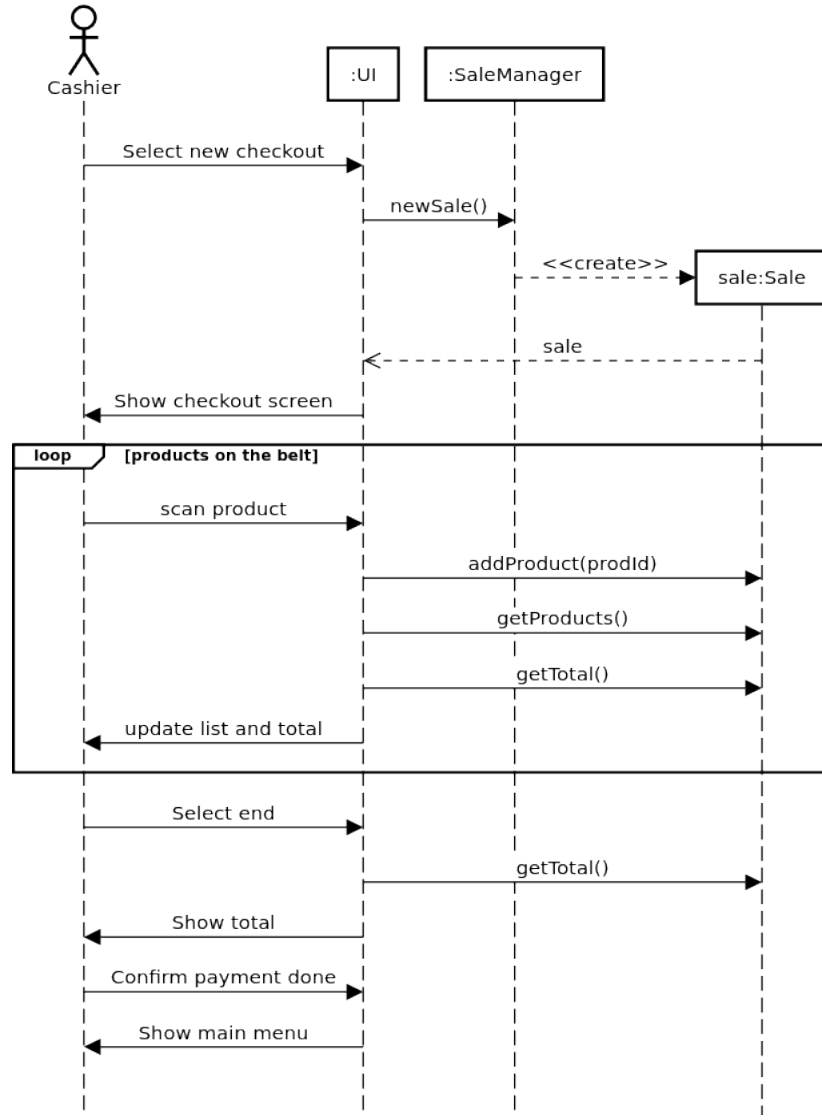 Cashier
:UI
:SaleManager
Select new checkout
newSale()
<<create>>
sale:Sale
sale
Show checkout screen
loop
[products on the belt]
scan product
addProduct(prodId)
getProducts()
getTotal()
update list and total
Select end
getTotal()
Show total
Confirm payment done
Show main menu